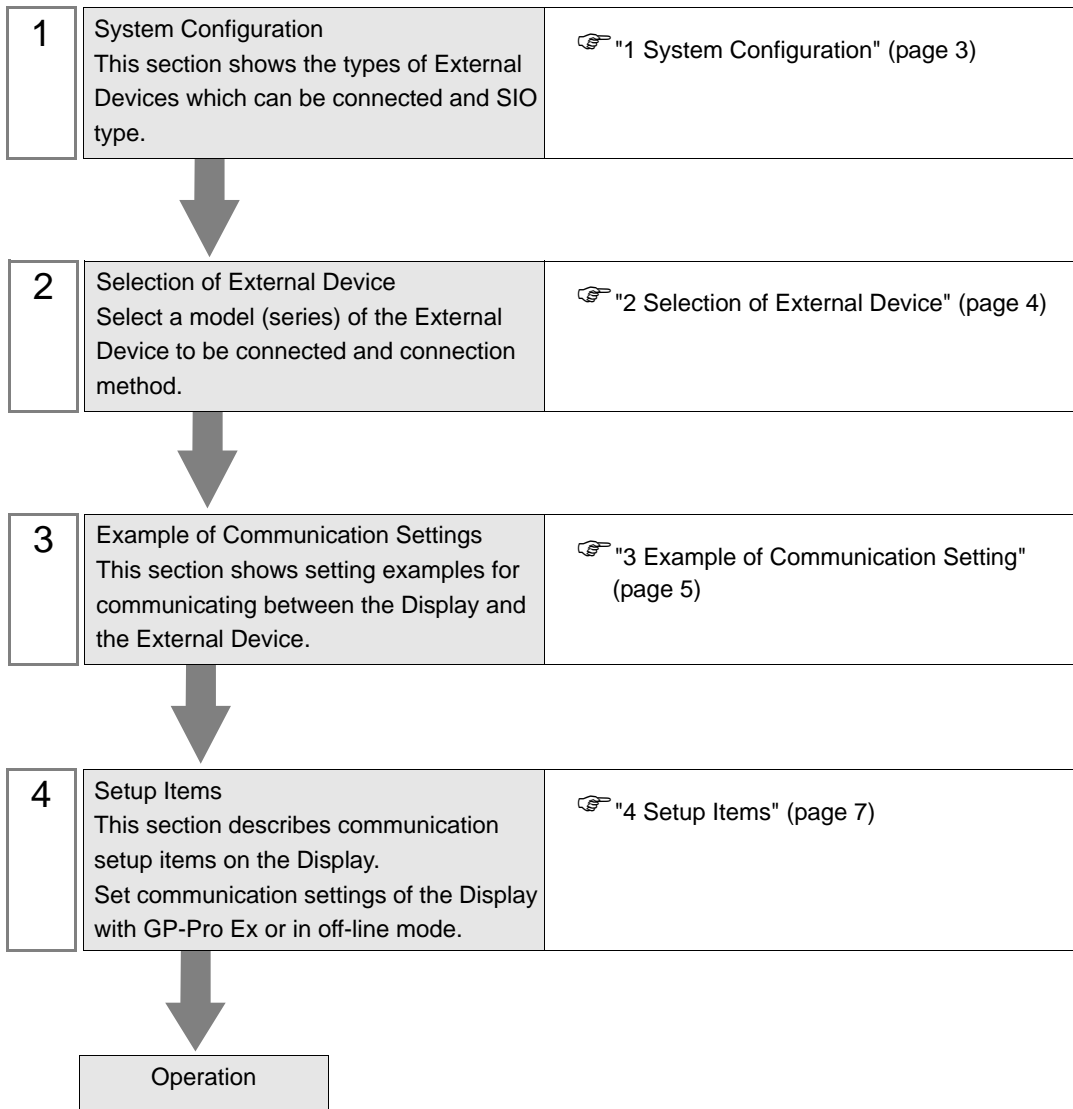 1
System Configuration
This section shows the types of External
Devices which can be connected and SIO
type.
"1 System Configuration" (page 3)
2
Selection of External Device
Select a model (series) of the External
Device to be connected and connection
method.
"2 Selection of External Device" (page 4)
3
Example of Communication Settings
This section shows setting examples for
communicating between the Display and
the External Device.
"3 Example of Communication Setting"
(page 5)
4
Setup Items
This section describes communication
setup items on the Display.
Set communication settings of the Display
with GP-Pro Ex or in off-line mode.
"4 Setup Items" (page 7)
Operation